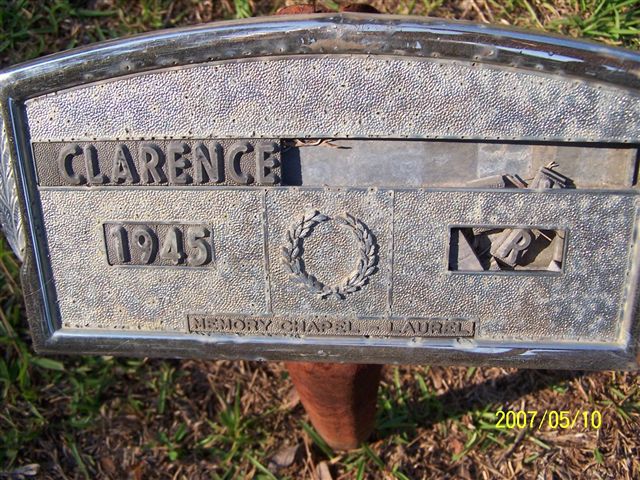 CLARENCE
1945
R
MEMORY CHAPEL LAUREL
2007/05/10